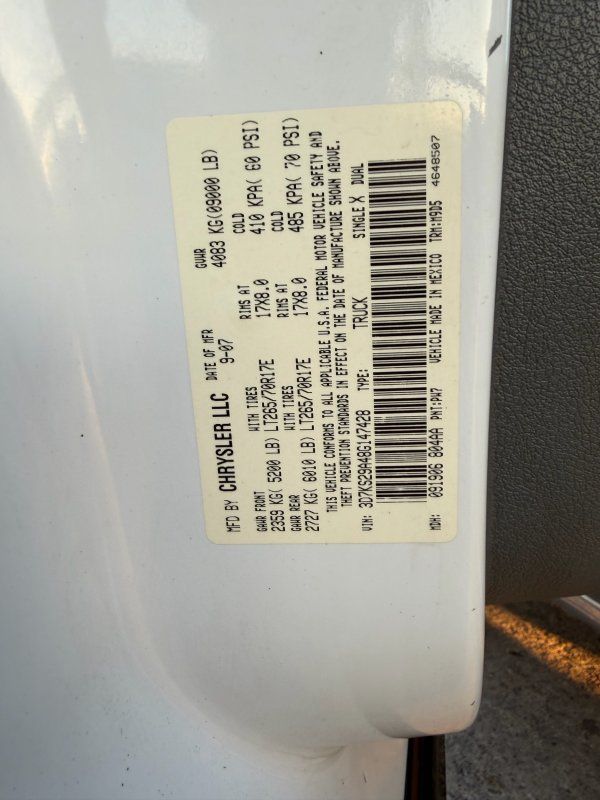 MFD BY CHRYSLER LLC DATE OF MFR GVWR
9-07 4083 KG(09000 LB)
GAWR FRONT WITH TIRES RIMS AT COLD
2359 KG( 5200 LB) LT265/70R17E 17X8.0 410 KPA( 60 PSI)
GAWR REAR WITH TIRES RIMS AT COLD
2727 KG( 6010 LB) LT265/70R17E 17X8.0 485 KPA( 70 PSI)
THIS VEHICLE CONFORMS TO ALL APPLICABLE U.S.A. FEDERAL MOTOR VEHICLE SAFETY AND
THEFT PREVENTION STANDARDS IN EFFECT ON THE DATE OF MANUFACTURE SHOWN ABOVE.
VIN: 3D7KS29A48G147428 TYPE: TRUCK SINGLE X DUAL
MDH: 091906 804AA PNT:PW7 VEHICLE MADE IN MEXICO TRM:M9D5 4648507